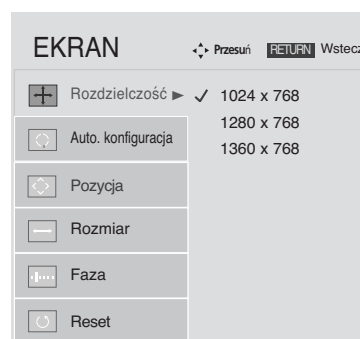 EKRAN
Przesuń RETURN Wstecz
Rozdzielczość ► ✓ 1024 x 768
1280 x 768
1360 x 768
Auto. konfiguracja
Pozycja
Rozmiar
Faza
Reset